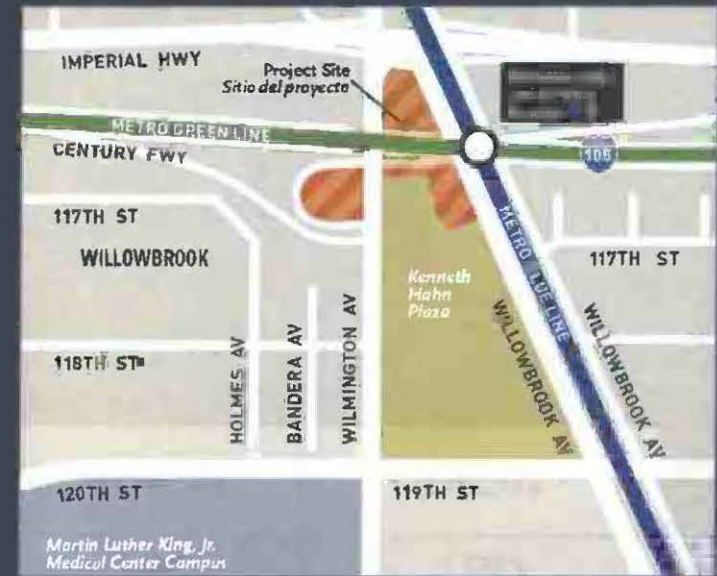 IMPERIAL HWY
Project Site
Sitio del proyecto
METRO GREEN LINE
CENTURY FWY
105
117TH ST
WILLOWBROOK
117TH ST
Kenneth
Hahn
Plaza
METRO LUE LINE
118TH ST
HOLMES AV
BANDERA AV
WILMINGTON AV
WILLOWBROOK AV
WILLOWBROOK AV
120TH ST
119TH ST
Martin Luther King, Jr.
Medical Center Campus